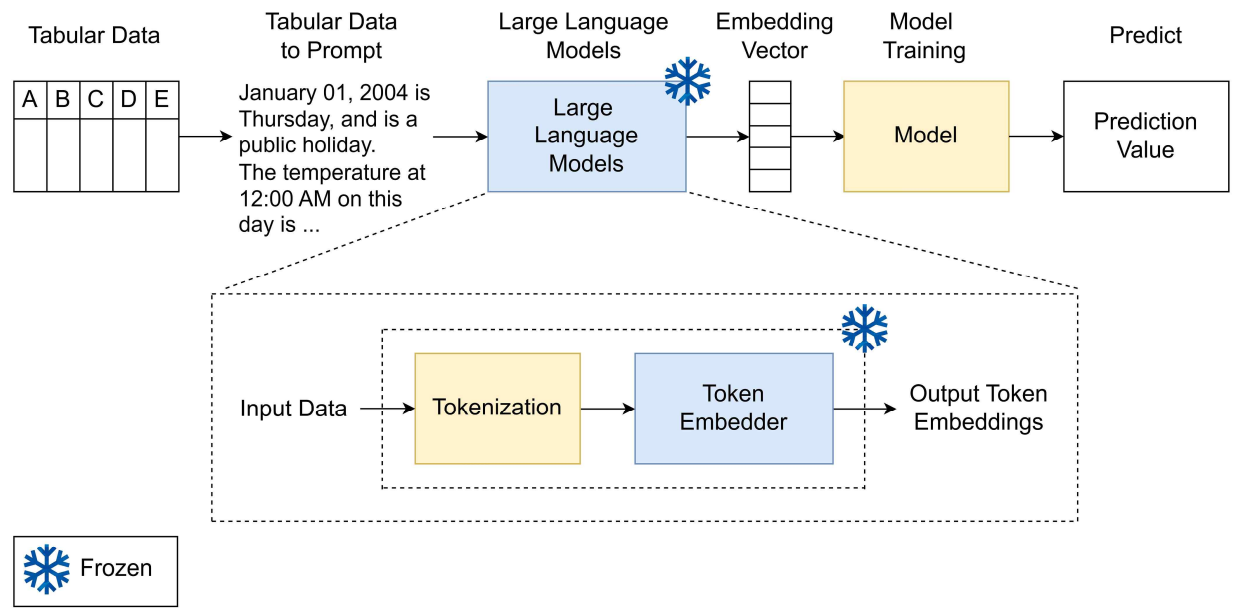 Tabular Data
Tabular Data
to Prompt
Large Language
Models
Embedding
Vector
Model
Training
Predict
A B C D E
January 01, 2004 is
Thursday, and is a
public holiday.
The temperature at
12:00 AM on this
day is ...
Large
Language
Models
Model
Prediction
Value
Input Data
Tokenization
Token
Embedder
Output Token
Embeddings
Frozen